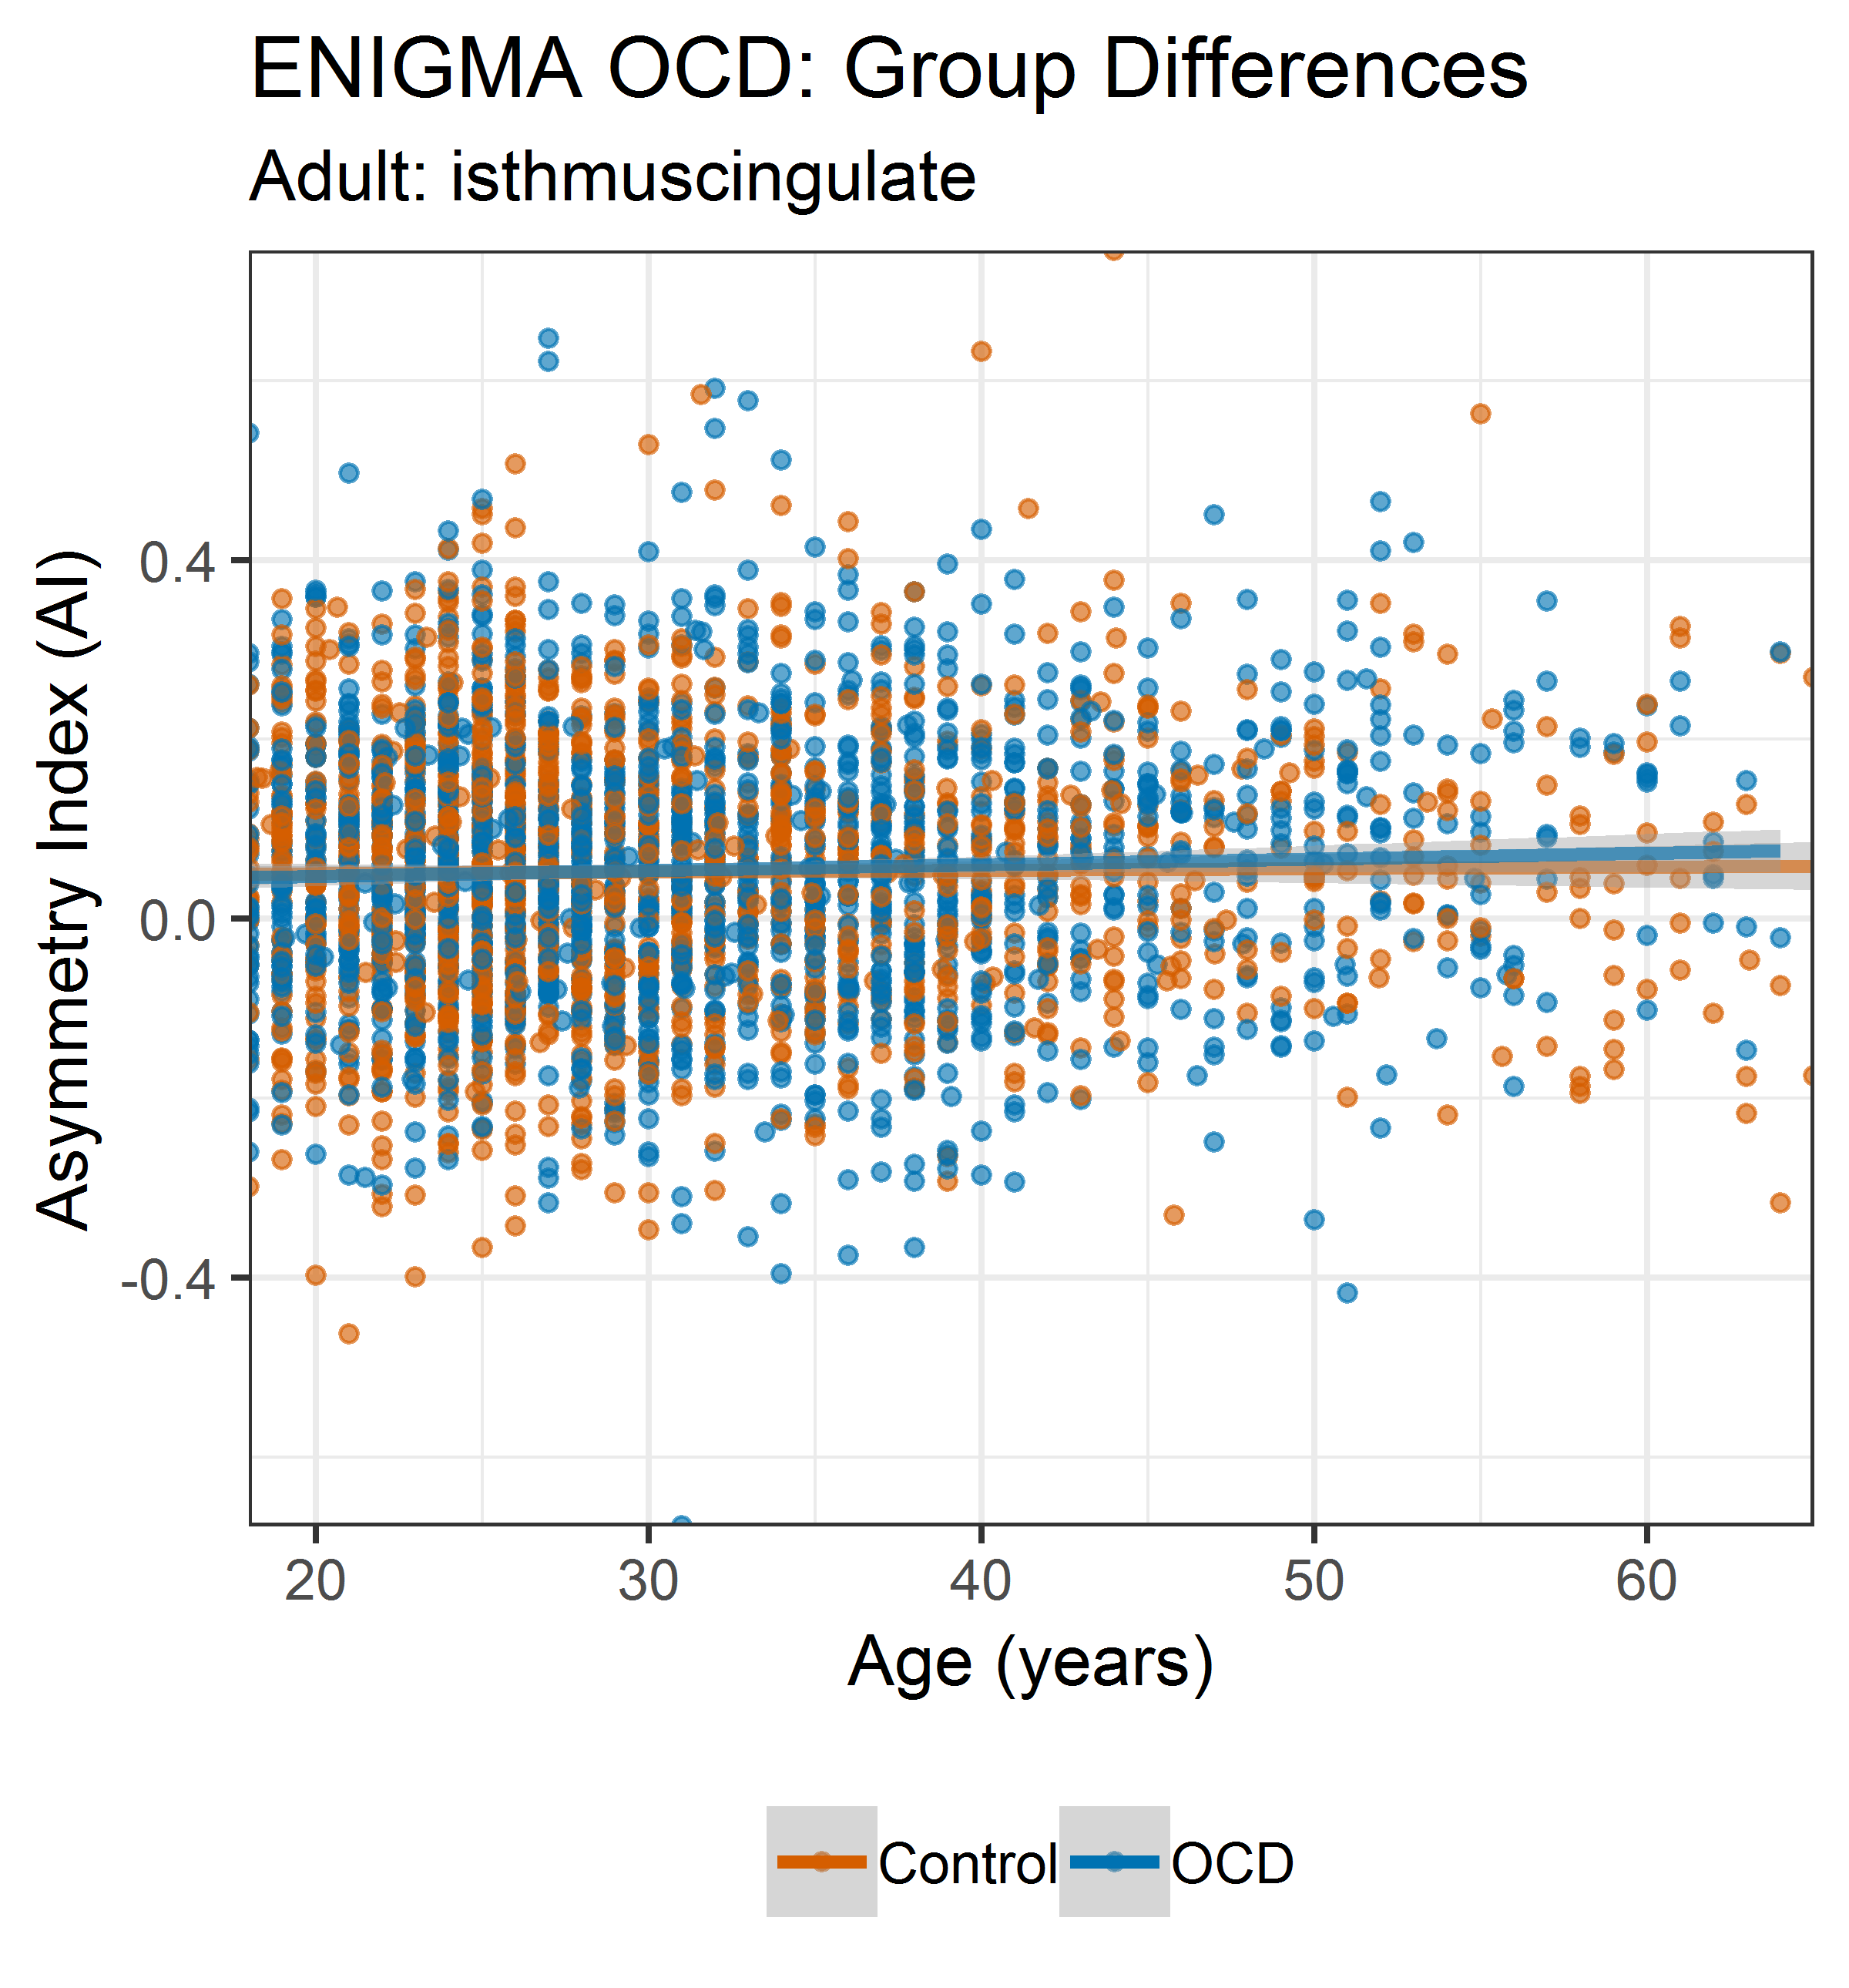 ENIGMA OCD: Group Differences
Adult: isthmuscingulate
Asymmetry Index (AI)
0.4
0.0
-0.4
20 30 40 50 60
Age (years)
Control OCD